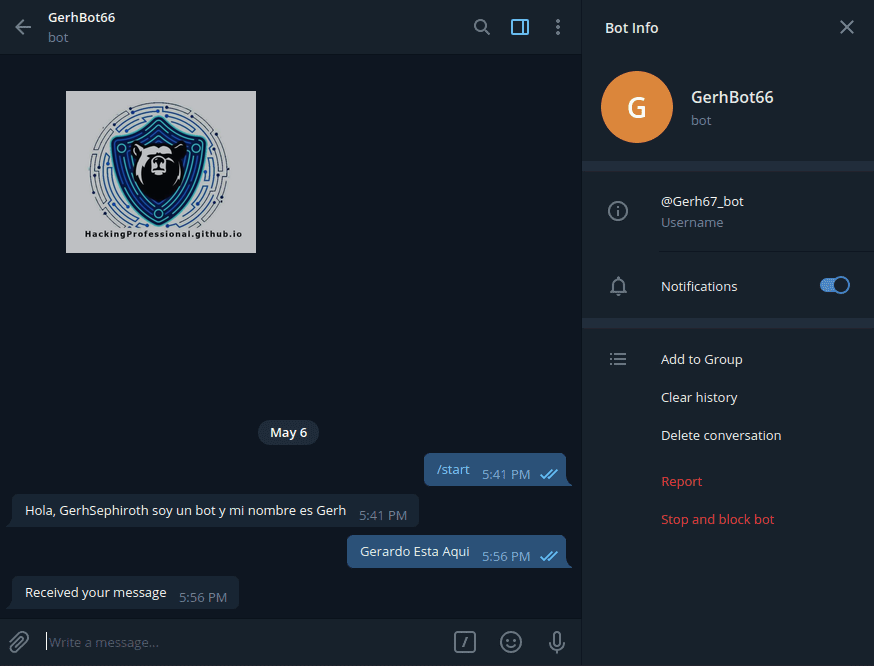 GerhBot66
bot
HackingProfessional.github.io
May 6
/start 5:41 PM
Hola, GerhSephiroth soy un bot y mi nombre es Gerh 5:41 PM
Gerardo Esta Aqui 5:56 PM
Received your message 5:56 PM
Write a message...
Bot Info
G
GerhBot66
bot
@Gerh67_bot
Username
Notifications
Add to Group
Clear history
Delete conversation
Report
Stop and block bot